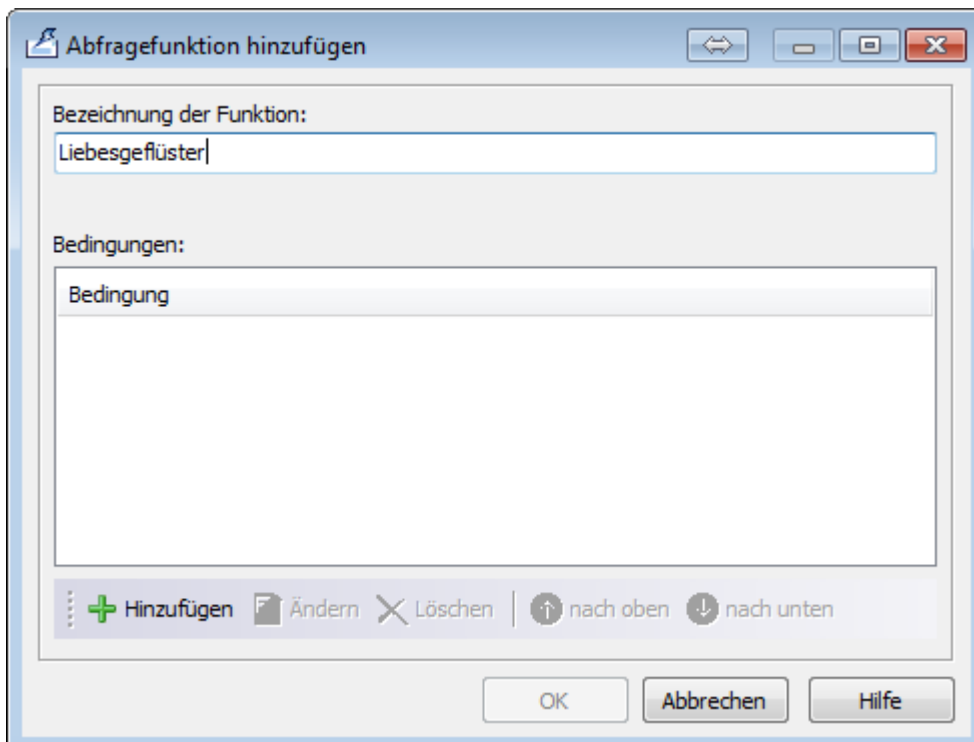 Abfragefunktion hinzufügen
Bezeichnung der Funktion:
Liebesgeflüster
Bedingungen:
Bedingung
Hinzufügen Ändern Löschen nach oben nach unten
OK Abbrechen Hilfe